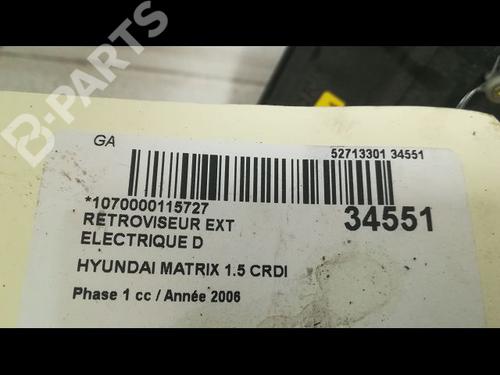 B-PARTS
GA
52713301 34551
*1070000115727
34551
RETROVISEUR EXT
ELECTRIQUE D
HYUNDAI MATRIX 1.5 CRDI
Phase 1 cc / Année 2006